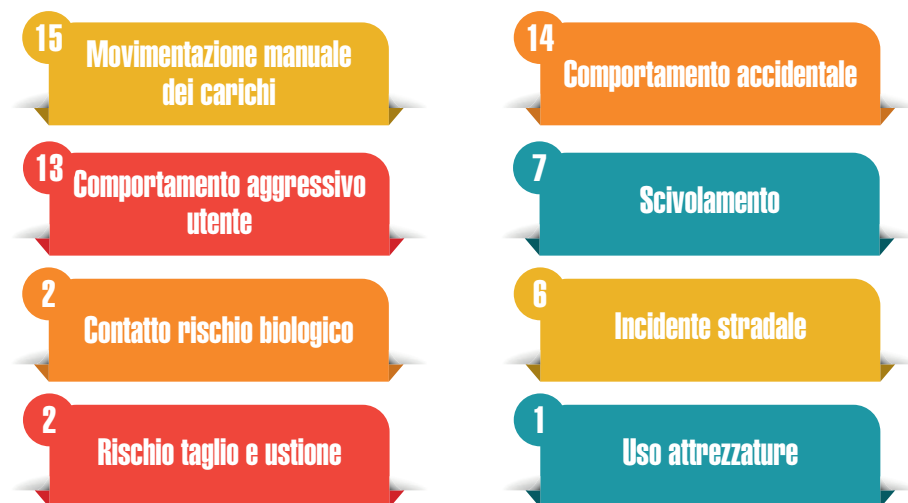 15
Movimentazione manuale
dei carichi
14
Comportamento accidentale
13
Comportamento aggressivo
utente
7
Scivolamento
2
Contatto rischio biologico
6
Incidente stradale
2
Rischio taglio e ustione
1
Uso attrezzature